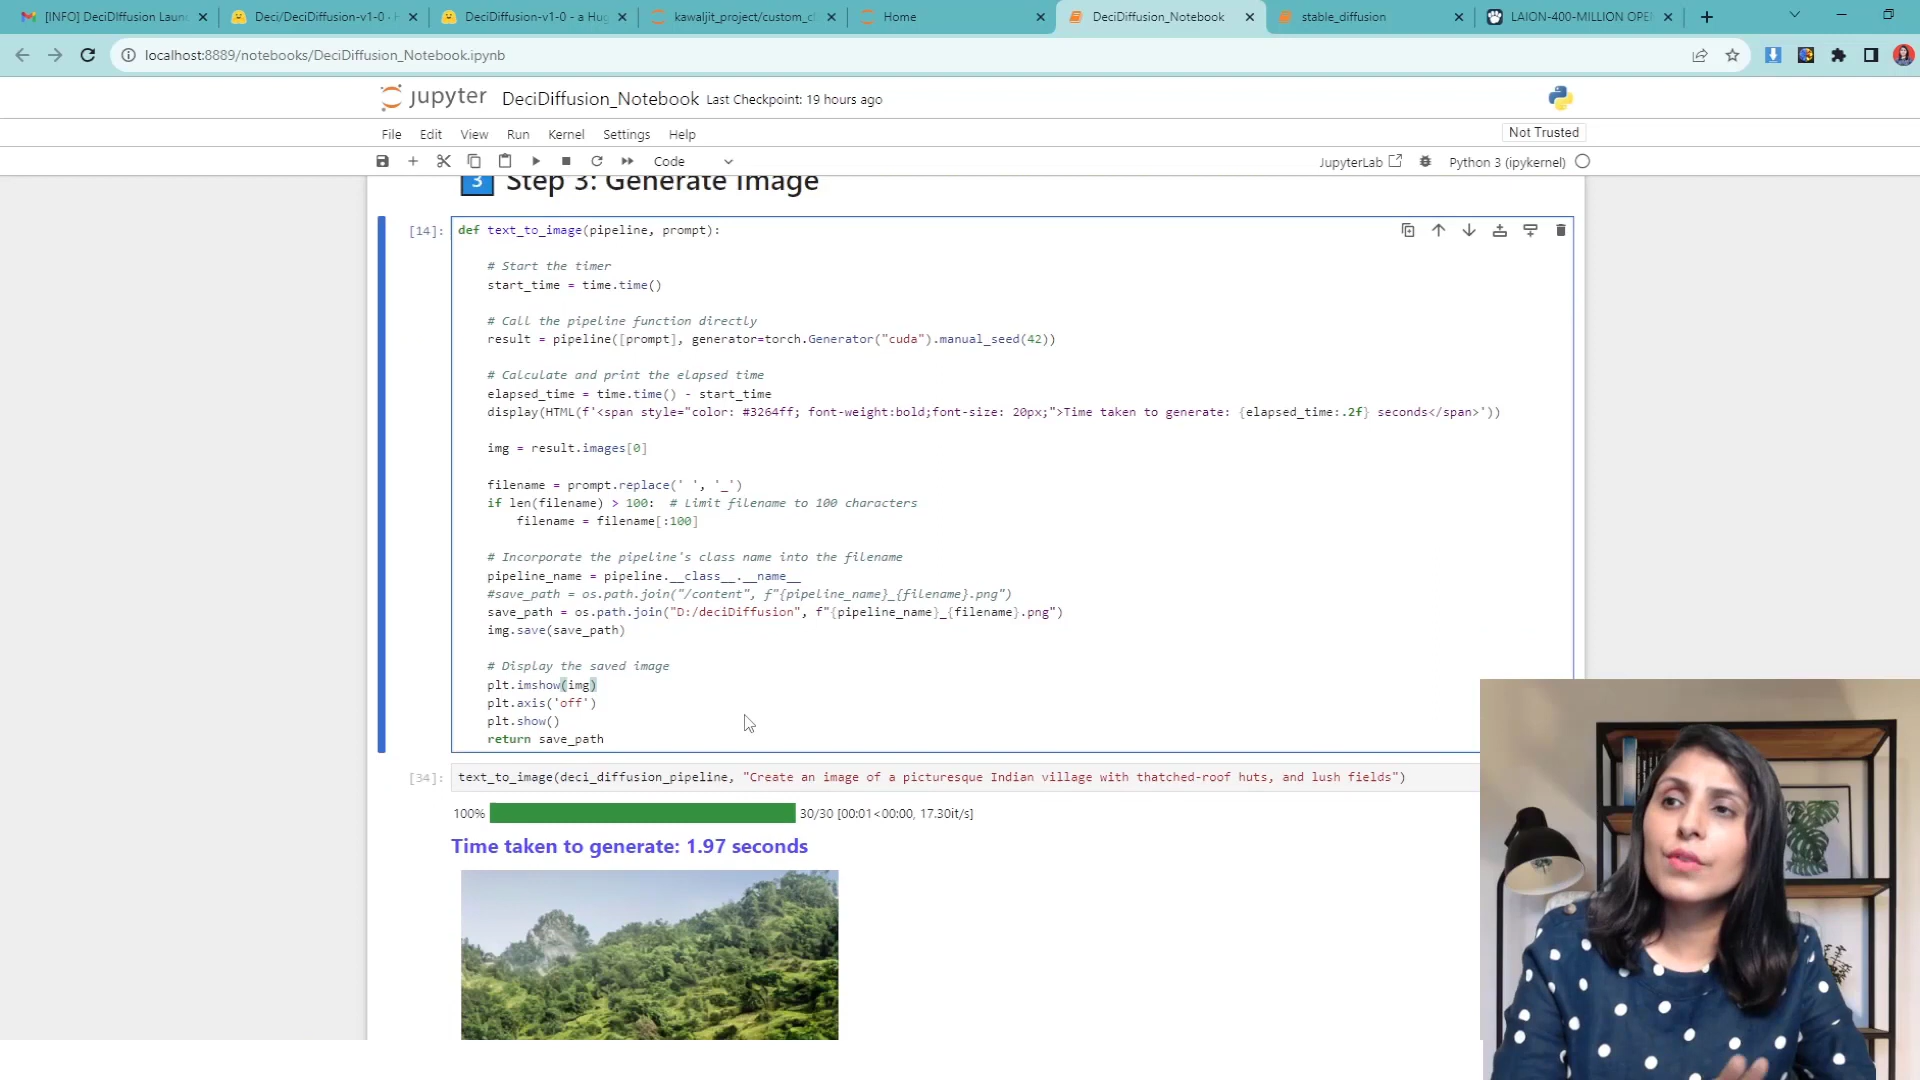 [INFO] DeciDIffusion Laun
Deci/DeciDiffusion-v1-0 · H
DeciDiffusion-v1-0 - a Hug
kawaljit_project/custom_c
Home
DeciDiffusion_Notebook
stable_diffusion
LAION-400-MILLION OPE
localhost:8889/notebooks/DeciDiffusion_Notebook.ipynb
jupyter DeciDiffusion_Notebook Last Checkpoint: 19 hours ago
File Edit View Run Kernel Settings Help
Not Trusted
Code
JupyterLab
Python 3 (ipykernel)
3 Step 3: Generate Image
[14]:
def text_to_image(pipeline, prompt):
# Start the timer
start_time = time.time()
# Call the pipeline function directly
result = pipeline([prompt], generator=torch.Generator("cuda").manual_seed(42))
# Calculate and print the elapsed time
elapsed_time = time.time() - start_time
display(HTML(f'<span style="color: #3264ff; font-weight:bold;font-size: 20px;">Time taken to generate: {elapsed_time:.2f} seconds</span>'))
img = result.images[0]
filename = prompt.replace(' ', '_')
if len(filename) > 100:  # Limit filename to 100 characters
filename = filename[:100]
# Incorporate the pipeline's class name into the filename
pipeline_name = pipeline.__class__.__name__
#save_path = os.path.join("/content", f"{pipeline_name}_{filename}.png")
save_path = os.path.join("D:/deciDiffusion", f"{pipeline_name}_{filename}.png")
img.save(save_path)
# Display the saved image
plt.imshow(img)
plt.axis('off')
plt.show()
return save_path
[34]:
text_to_image(deci_diffusion_pipeline, "Create an image of a picturesque Indian village with thatched-roof huts, and lush fields")
100% 30/30 [00:01<00:00, 17.30it/s]
Time taken to generate: 1.97 seconds